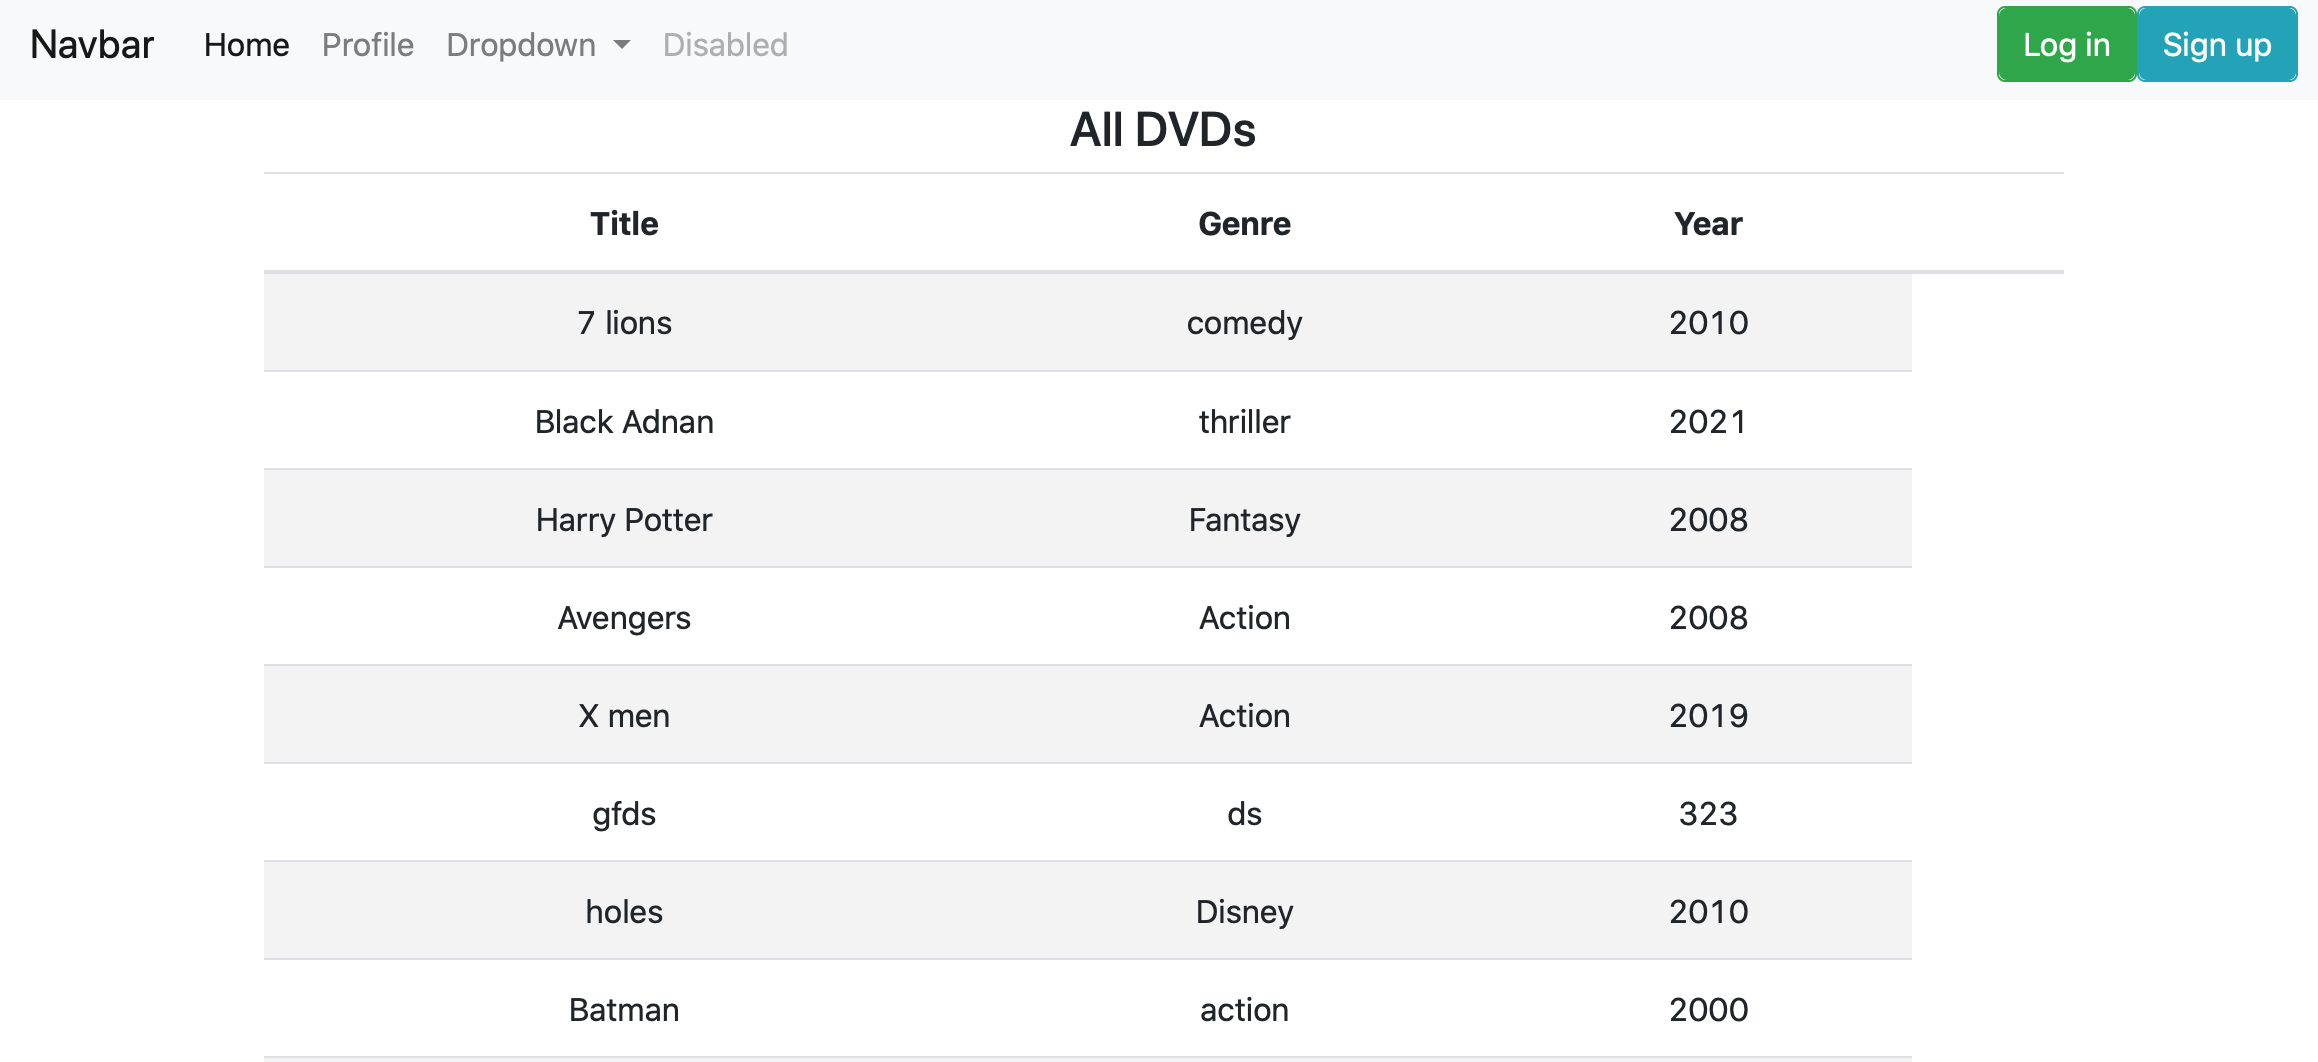 Navbar Home Profile Dropdown Disabled Log in Sign up
All DVDs
Title Genre Year
7 lions comedy 2010
Black Adnan thriller 2021
Harry Potter Fantasy 2008
Avengers Action 2008
X men Action 2019
gfds ds 323
holes Disney 2010
Batman action 2000